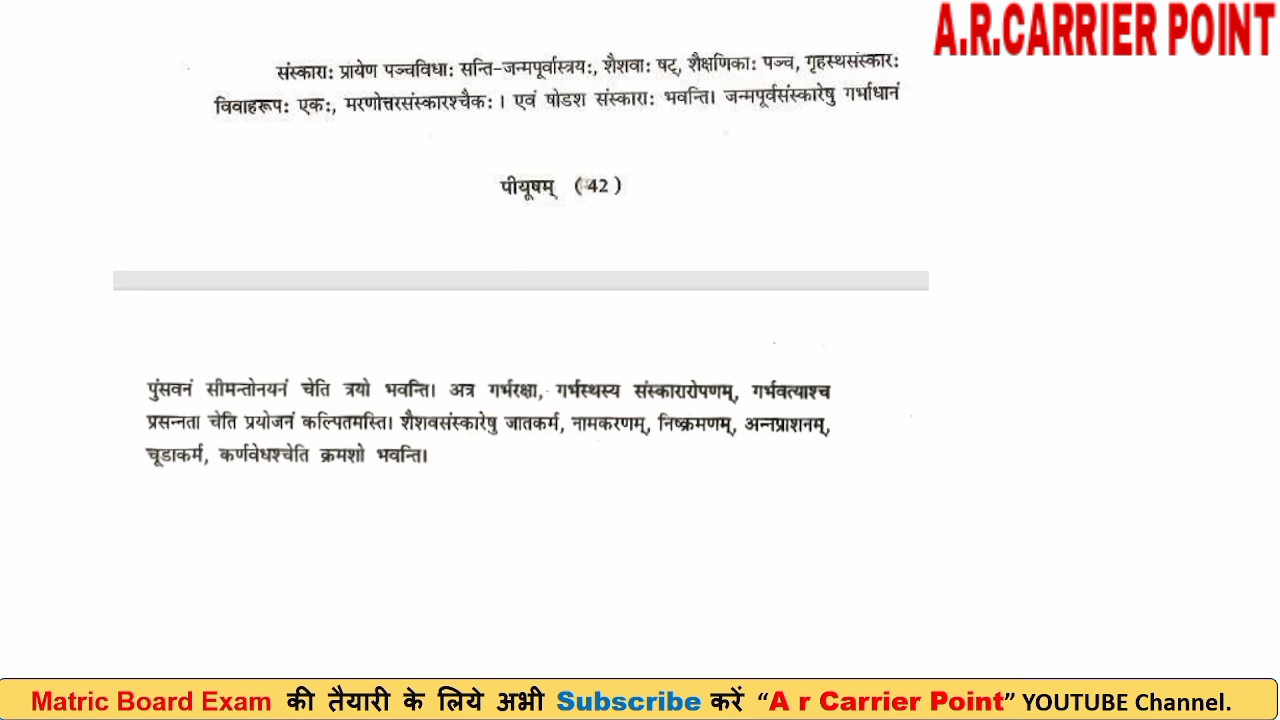 A.R.CARRIER POINT
संस्काराः प्रायेण पञ्चविधाः सन्ति-जन्मपूर्वास्त्रयः, शैशवाः षट्, शैक्षणिकाः पञ्च, गृहस्थसंस्कारः
विवाहरूपः एकः, मरणोत्तरसंस्कारश्चैकः । एवं षोडश संस्काराः भवन्ति। जन्मपूर्वसंस्कारेषु गर्भाधानं
पीयूषम् (42)
पुंसवनं सीमन्तोनयनं चेति त्रयो भवन्ति। अत्र गर्भरक्षा, गर्भस्थस्य संस्कारारोपणम्, गर्भवत्याश्च
प्रसन्नता चेति प्रयोजनं कल्पितमस्ति। शैशवसंस्कारेषु जातकर्म, नामकरणम्, निष्क्रमणम्, अन्नप्राशनम्,
चूडाकर्म, कर्णवेधश्चेति क्रमशो भवन्ति।
Matric Board Exam की तैयारी के लिये अभी Subscribe करें “A r Carrier Point” YOUTUBE Channel.